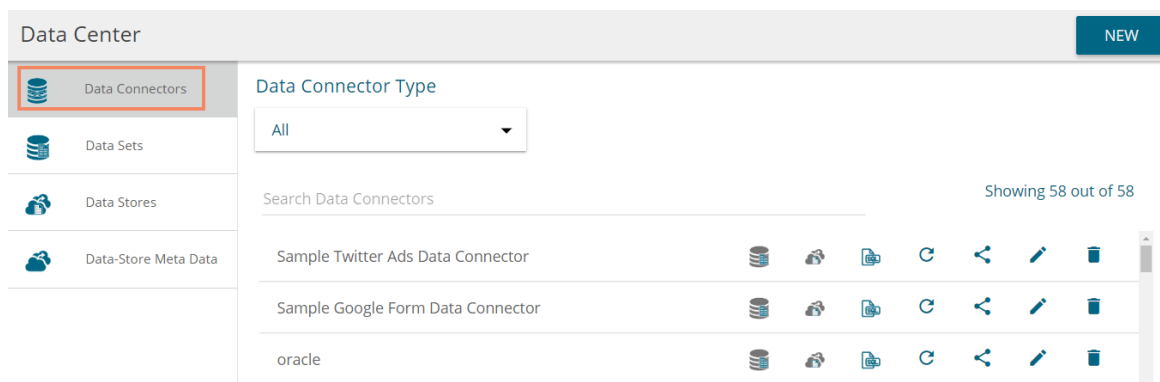 Data Center
NEW
Data Connectors
Data Sets
Data Stores
Data-Store Meta Data
Data Connector Type
All
Search Data Connectors
Showing 58 out of 58
Sample Twitter Ads Data Connector
Sample Google Form Data Connector
oracle